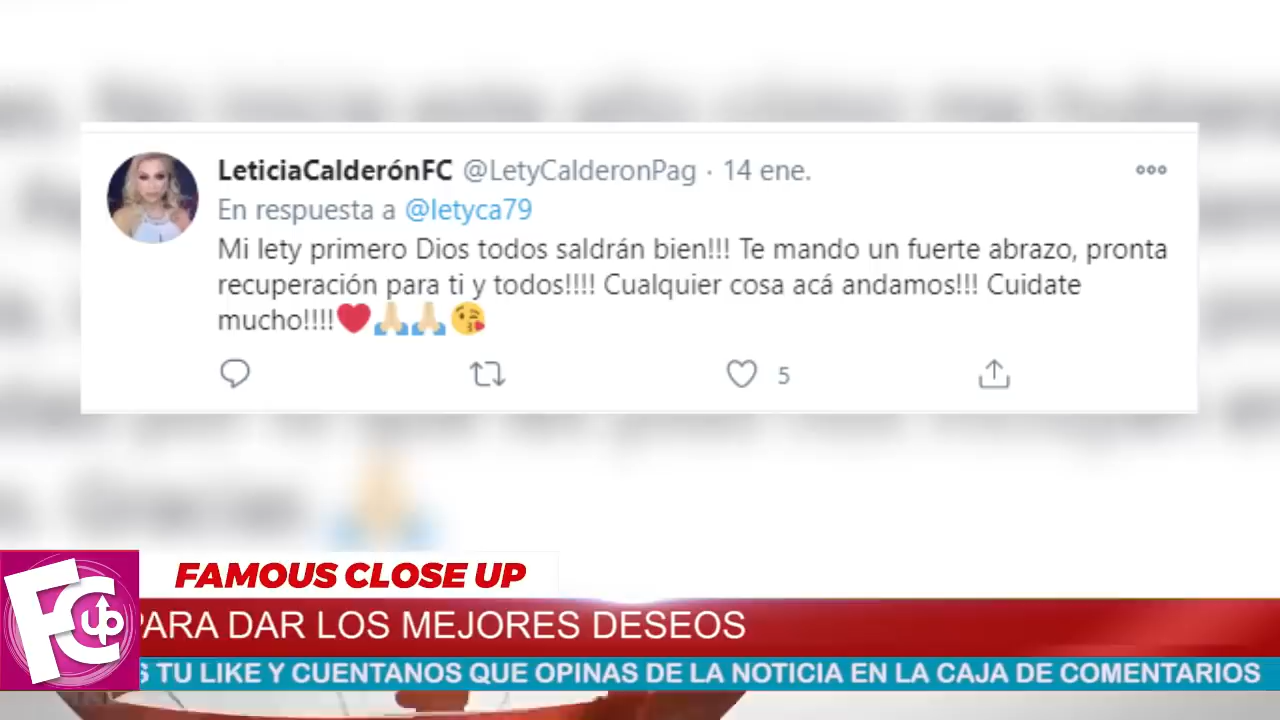 LeticiaCalderónFC @LetyCalderonPag · 14 ene.
En respuesta a @letyca79
Mi lety primero Dios todos saldrán bien!!! Te mando un fuerte abrazo, pronta
recuperación para ti y todos!!!! Cualquier cosa acá andamos!!! Cuidate
mucho!!!!❤️🙏🏼🙏🏼😘
5
FAMOUS CLOSE UP
FC up
PARA DAR LOS MEJORES DESEOS
S TU LIKE Y CUENTANOS QUE OPINAS DE LA NOTICIA EN LA CAJA DE COMENTARIOS